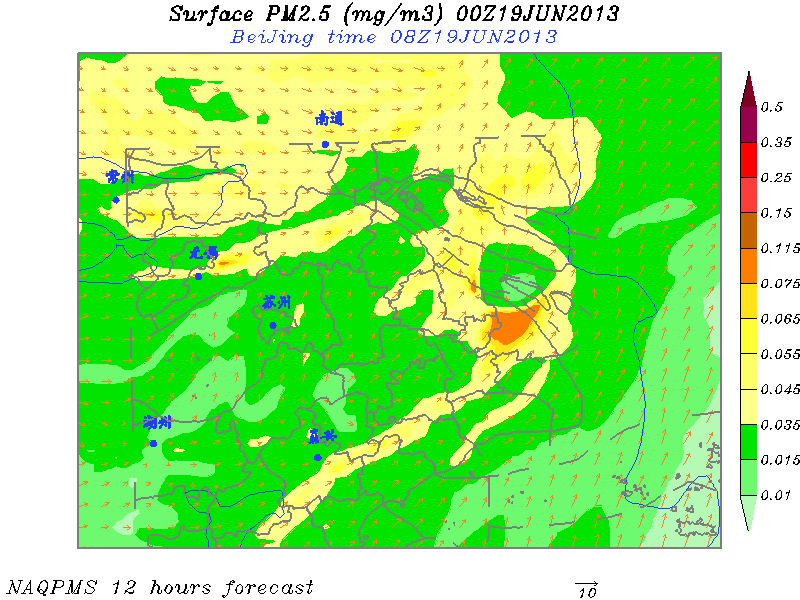 Surface PM2.5 (mg/m3) 00Z19JUN2013
BeiJing time 08Z19JUN2013
南通
常州
无锡
苏州
湖州
嘉兴
0.5
0.35
0.25
0.15
0.115
0.075
0.065
0.045
0.035
0.015
0.01
NAQPMS 12 hours forecast
10